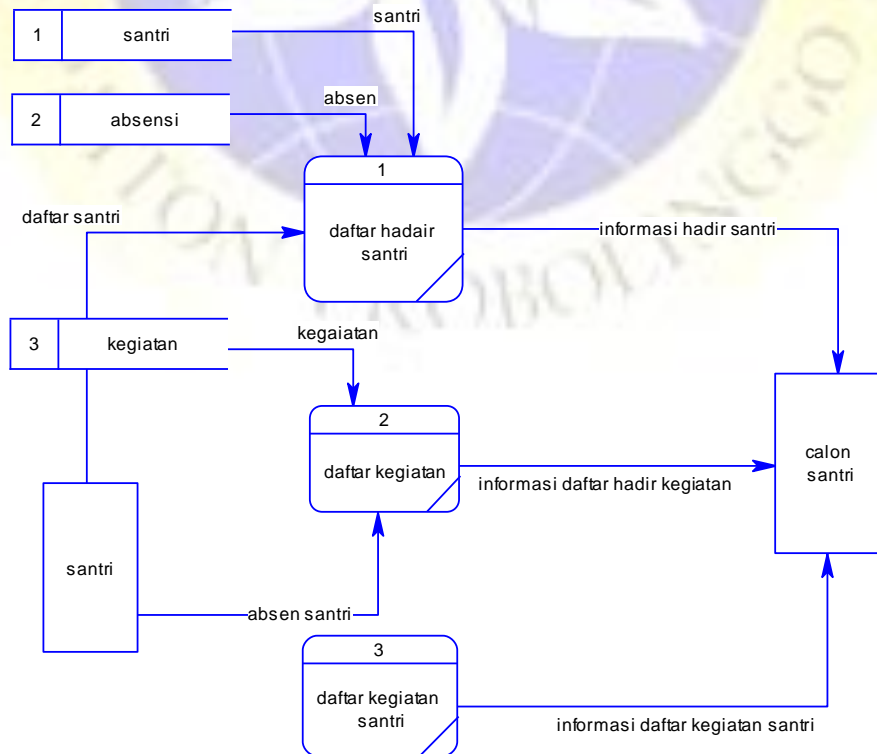 santri
1
santri
absen
2
absensi
1
daftar hadair
santri
daftar santri
informasi hadir santri
3
kegiatan
kegaiatan
2
daftar kegiatan
informasi daftar hadir kegiatan
calon
santri
santri
absen santri
3
daftar kegiatan
santri
informasi daftar kegiatan santri